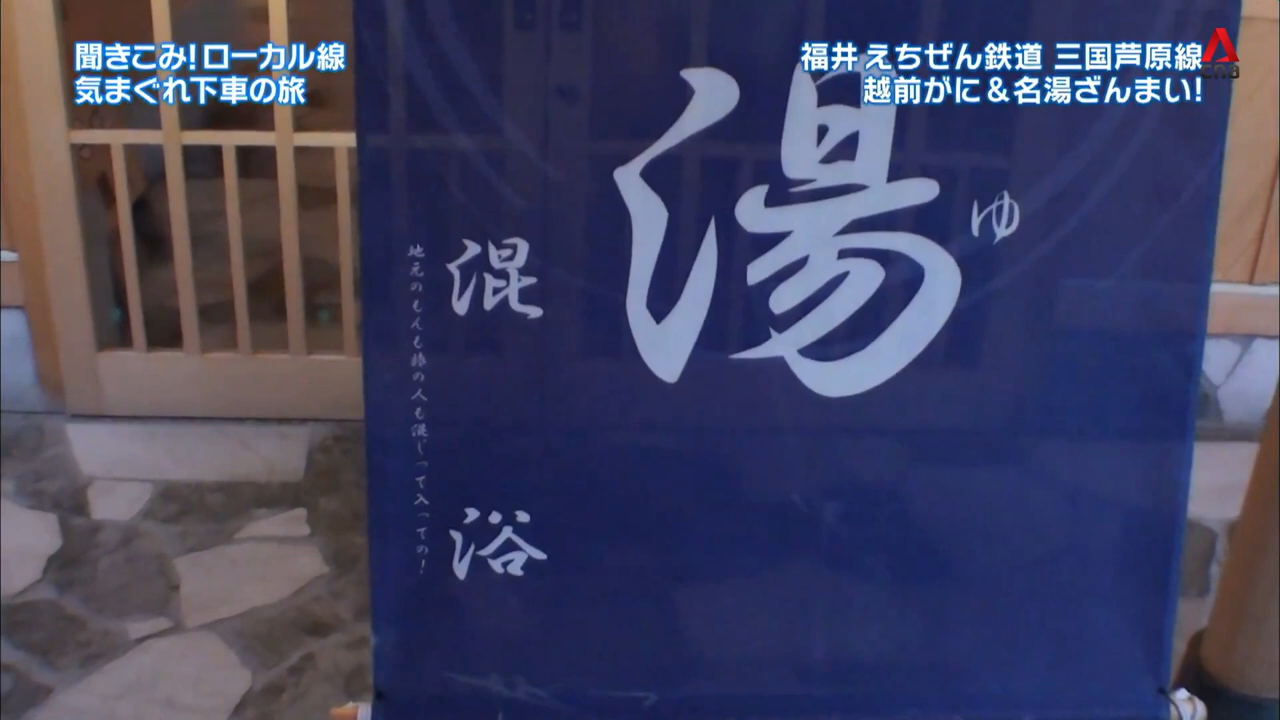 聞きこみ!ローカル線
気まぐれ下車の旅
福井 えちぜん鉄道 三国芦原線
越前がに&名湯ざんまい!
cna
湯
ゆ
混浴
地元のもんも旅の人も混じって入っての!